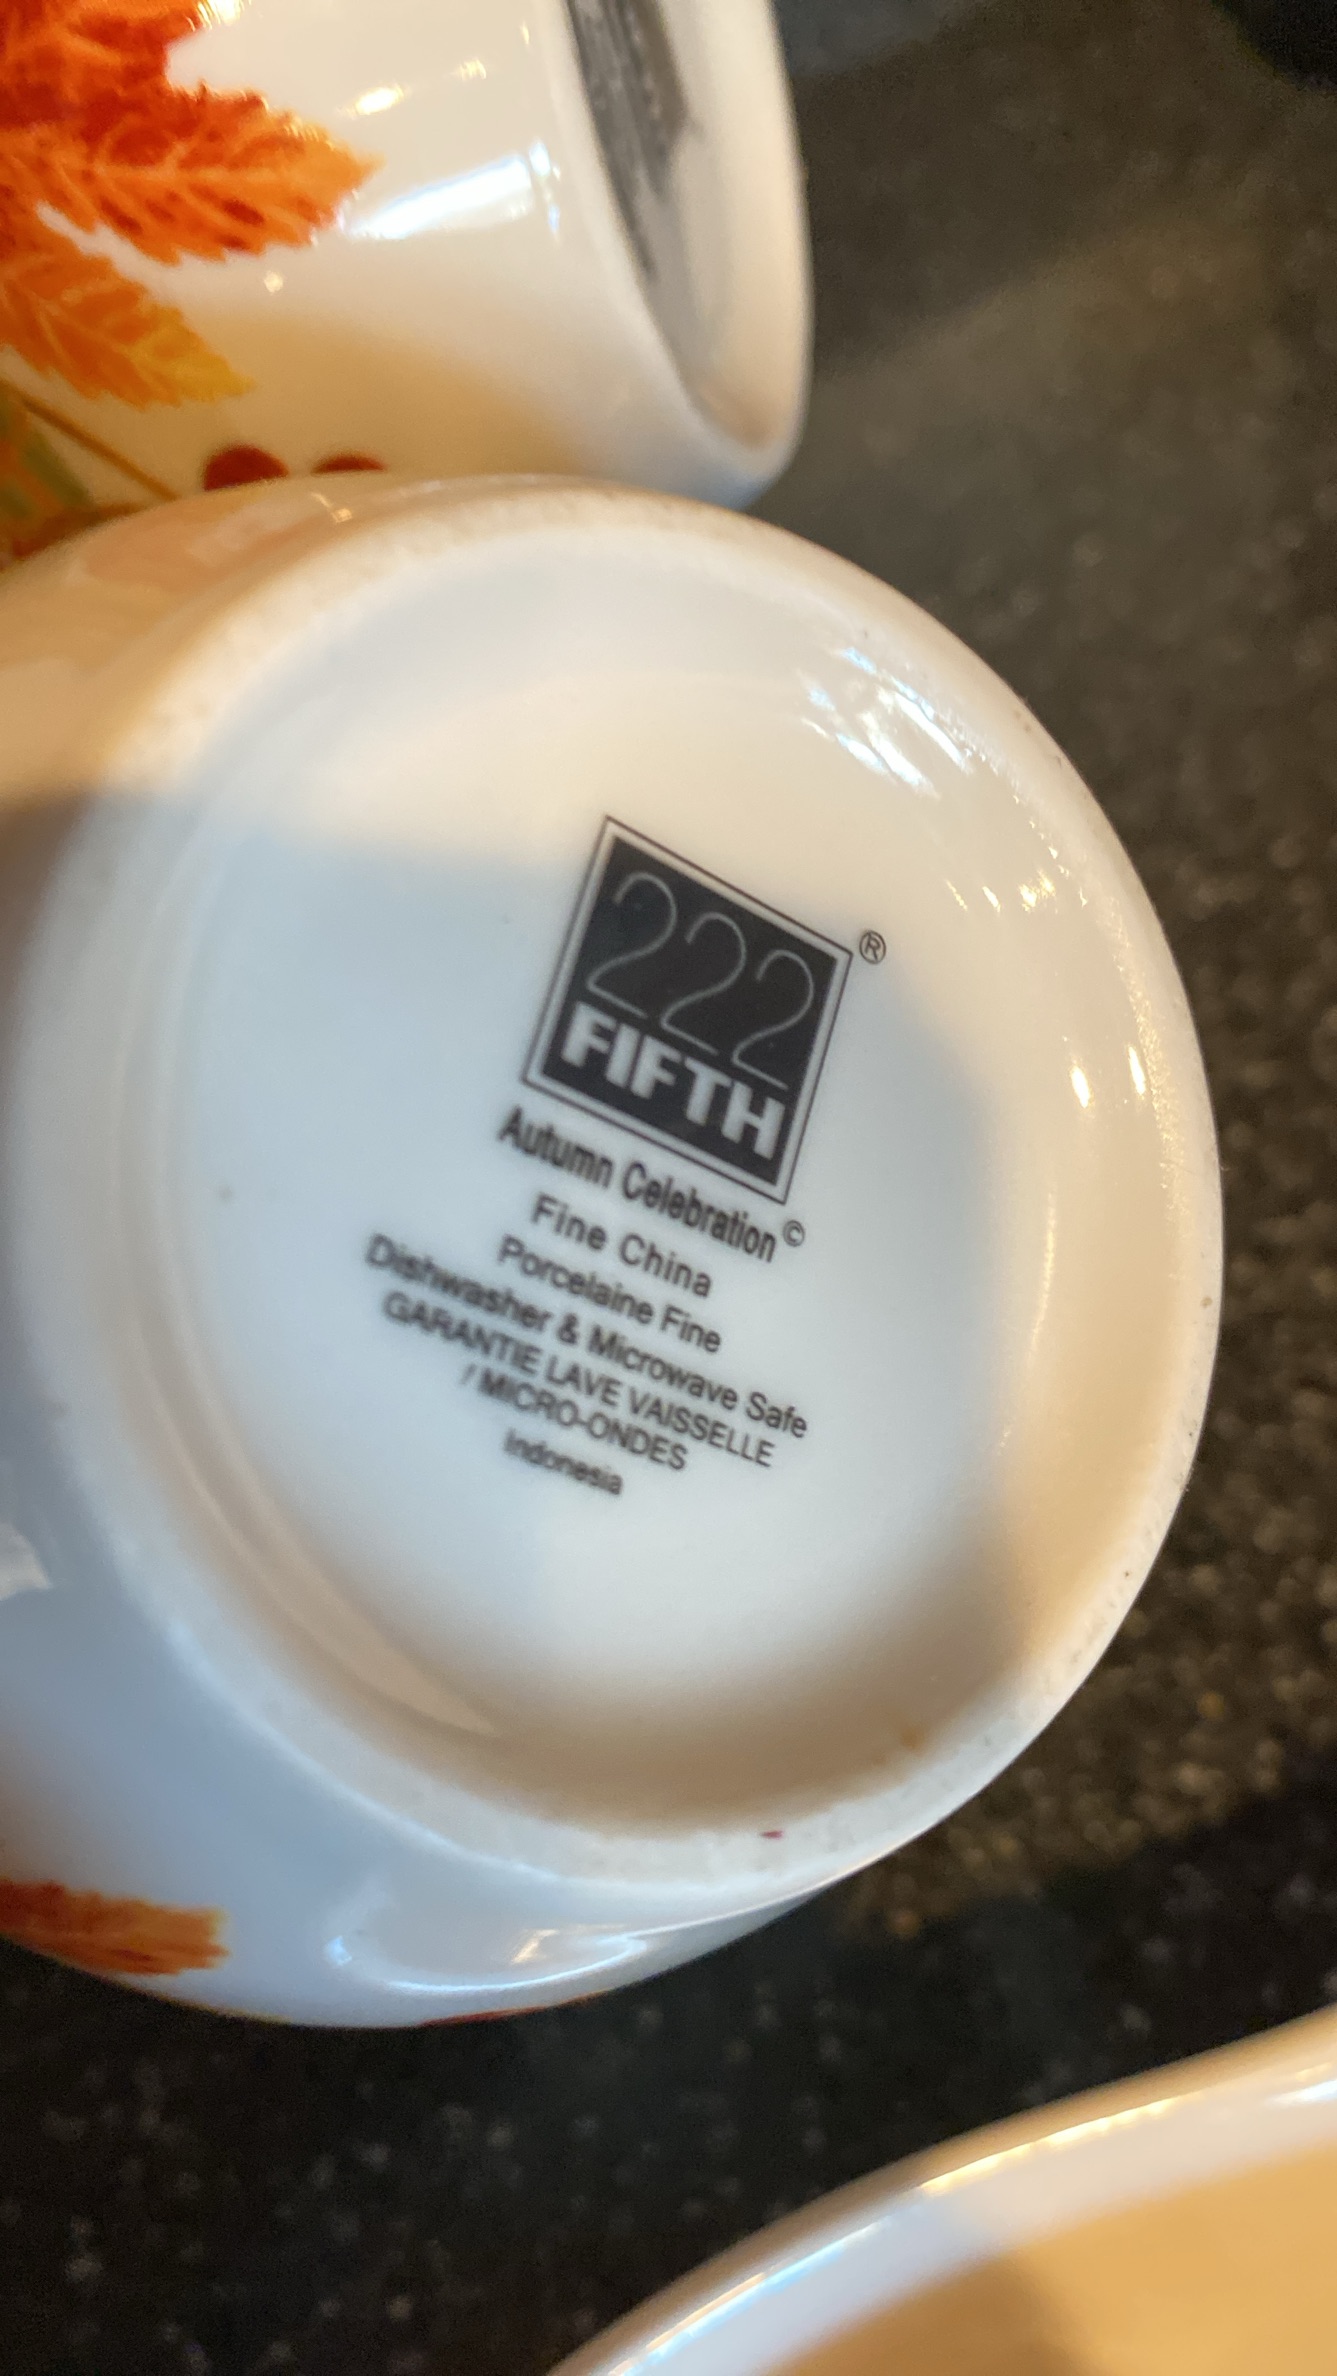 222
FIFTH
®
Autumn Celebration©
Fine China
Porcelaine Fine
Dishwasher & Microwave Safe
GARANTIE LAVE VAISSELLE
/ MICRO-ONDES
Indonesia